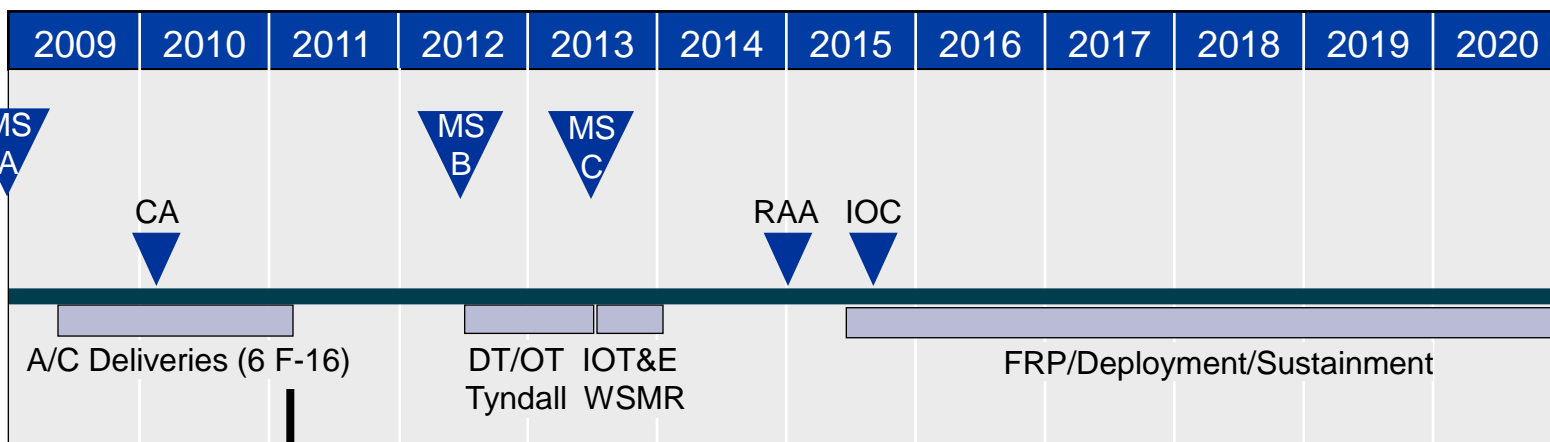 2009 2010 2011 2012 2013 2014 2015 2016 2017 2018 2019 2020
MS
A
MS
B
MS
C
CA
RAA
IOC
A/C Deliveries (6 F-16)
DT/OT
Tyndall
IOT&E
WSMR
FRP/Deployment/Sustainment